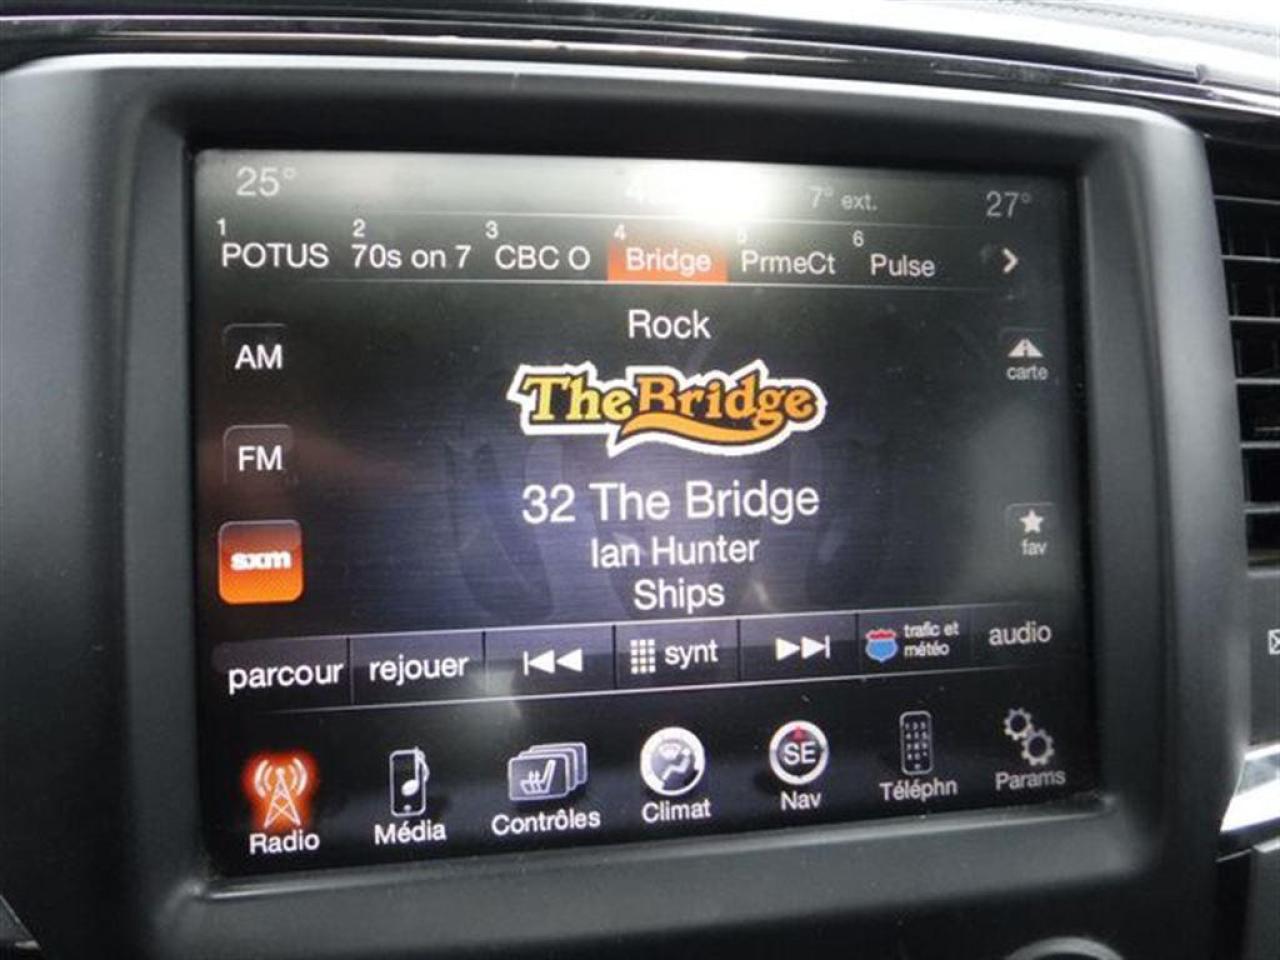 25° 7° ext. 27°
1 POTUS 2 70s on 7 3 CBC O 4 Bridge 5 PrmeCt 6 Pulse
Rock
AM
carte
The Bridge
FM
32 The Bridge
fav
sxm
Ian Hunter
Ships
parcour rejouer synt trafic et météo audio
SE
Radio Média Contrôles Climat Nav Téléphn Params